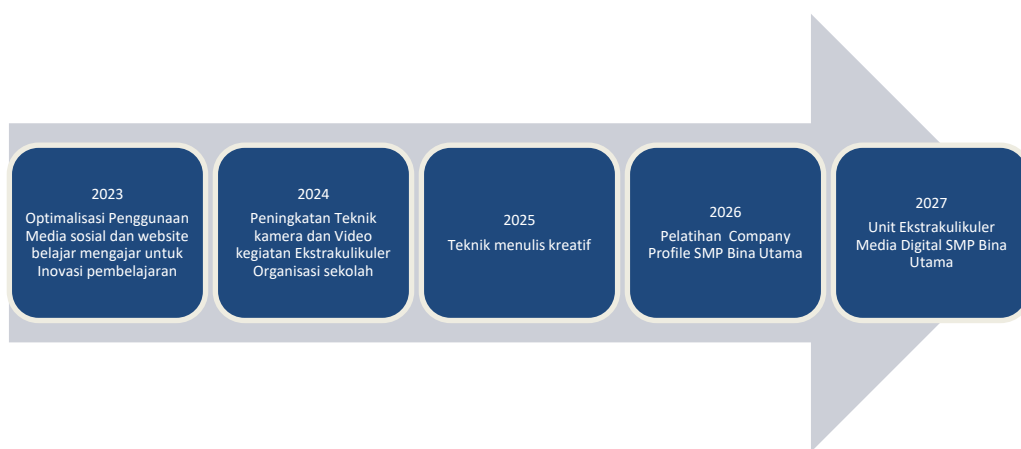 2023
Optimalisasi Penggunaan
Media sosial dan website
belajar mengajar untuk
Inovasi pembelajaran
2024
Peningkatan Teknik
kamera dan Video
kegiatan Ekstrakulikuler
Organisasi sekolah
2025
Teknik menulis kreatif
2026
Pelatihan  Company
Profile SMP Bina Utama
2027
Unit Ekstrakulikuler
Media Digital SMP Bina
Utama